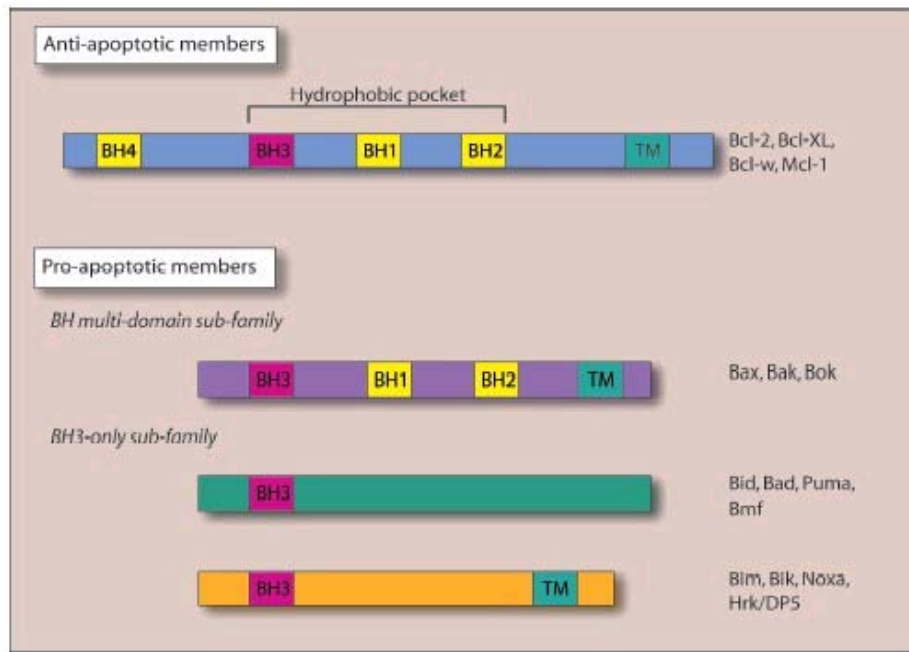 Anti-apoptotic members
Hydrophobic pocket
BH4 BH3 BH1 BH2 TM
Bcl-2, Bcl-XL,
Bcl-w, Mcl-1
Pro-apoptotic members
BH multi-domain sub-family
BH3 BH1 BH2 TM
Bax, Bak, Bok
BH3-only sub-family
BH3
Bid, Bad, Puma,
Bmf
BH3 TM
Bim, Bik, Noxa,
Hrk/DP5